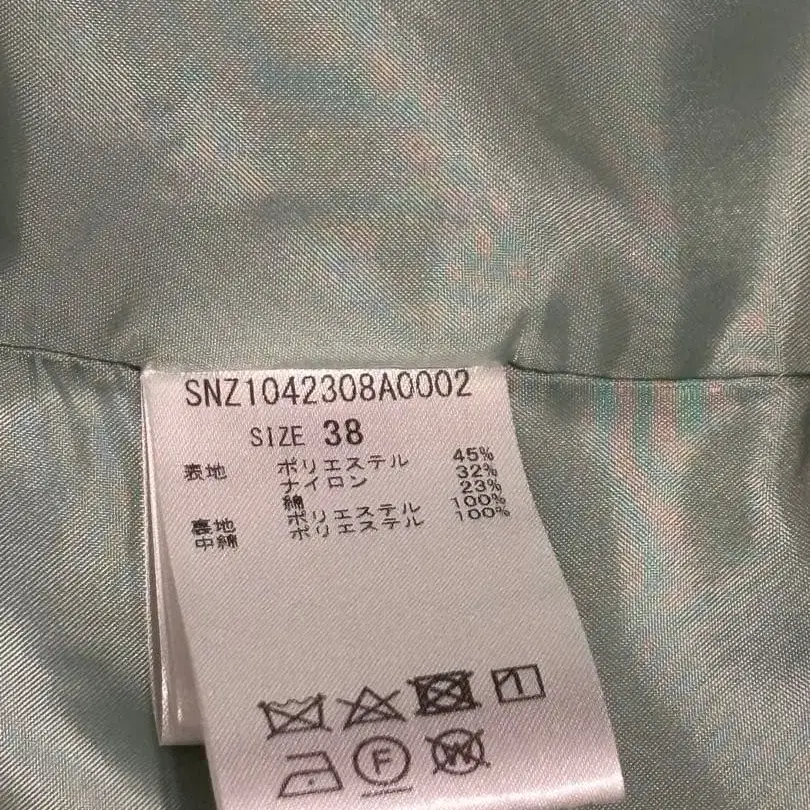 SNZ1042308A0002
SIZE 38
表地 ポリエステル 45%
ナイロン 32%
綿 23%
裏地 ポリエステル 100%
中綿 ポリエステル 100%
F
W